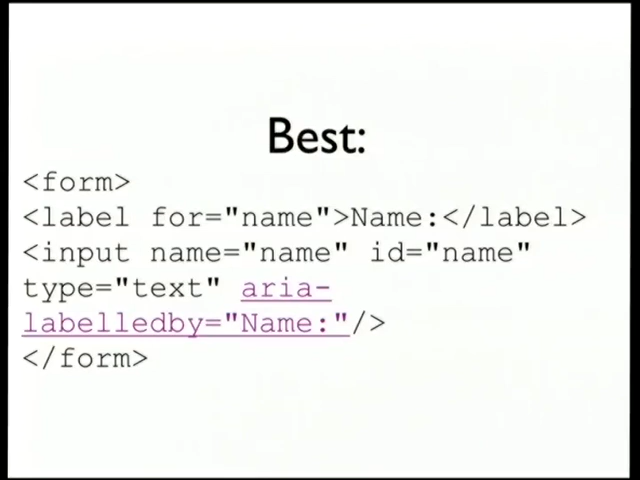 Best:
<form>
<label for="name">Name:</label>
<input name="name" id="name"
type="text" aria-
labelledby="Name:"/>
</form>